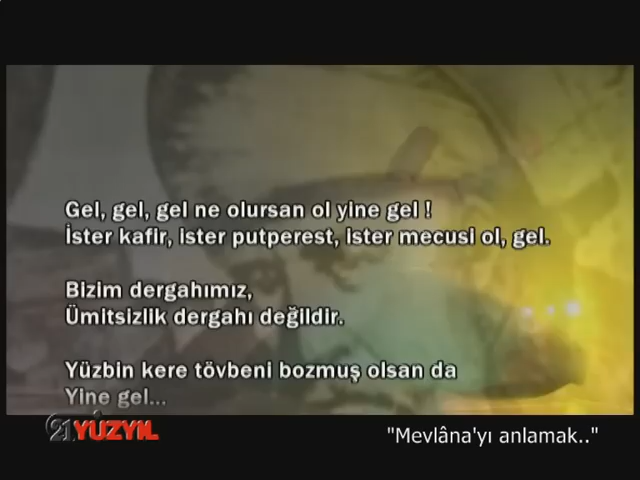 Gel, gel, gel ne olursan ol yine gel !
İster kafir, ister putperest, ister mecusi ol, gel.
Bizim dergahımız,
Ümitsizlik dergahı değildir.
Yüzbin kere tövbeni bozmuş olsan da
Yine gel...
21.YÜZYIL
"Mevlâna'yı anlamak.."